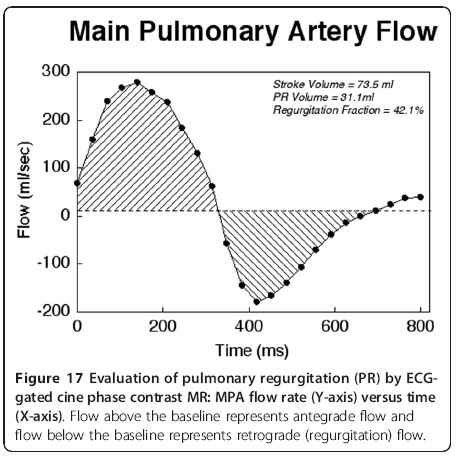 Main Pulmonary Artery Flow
300
200
100
0
-100
-200
Flow (ml/sec)
Stroke Volume = 73.5 ml
PR Volume = 31.1ml
Regurgitation Fraction = 42.1%
0
200
400
600
800
Time (ms)
Figure 17 Evaluation of pulmonary regurgitation (PR) by ECG-
gated cine phase contrast MR: MPA flow rate (Y-axis) versus time
(X-axis). Flow above the baseline represents antegrade flow and
flow below the baseline represents retrograde (regurgitation) flow.